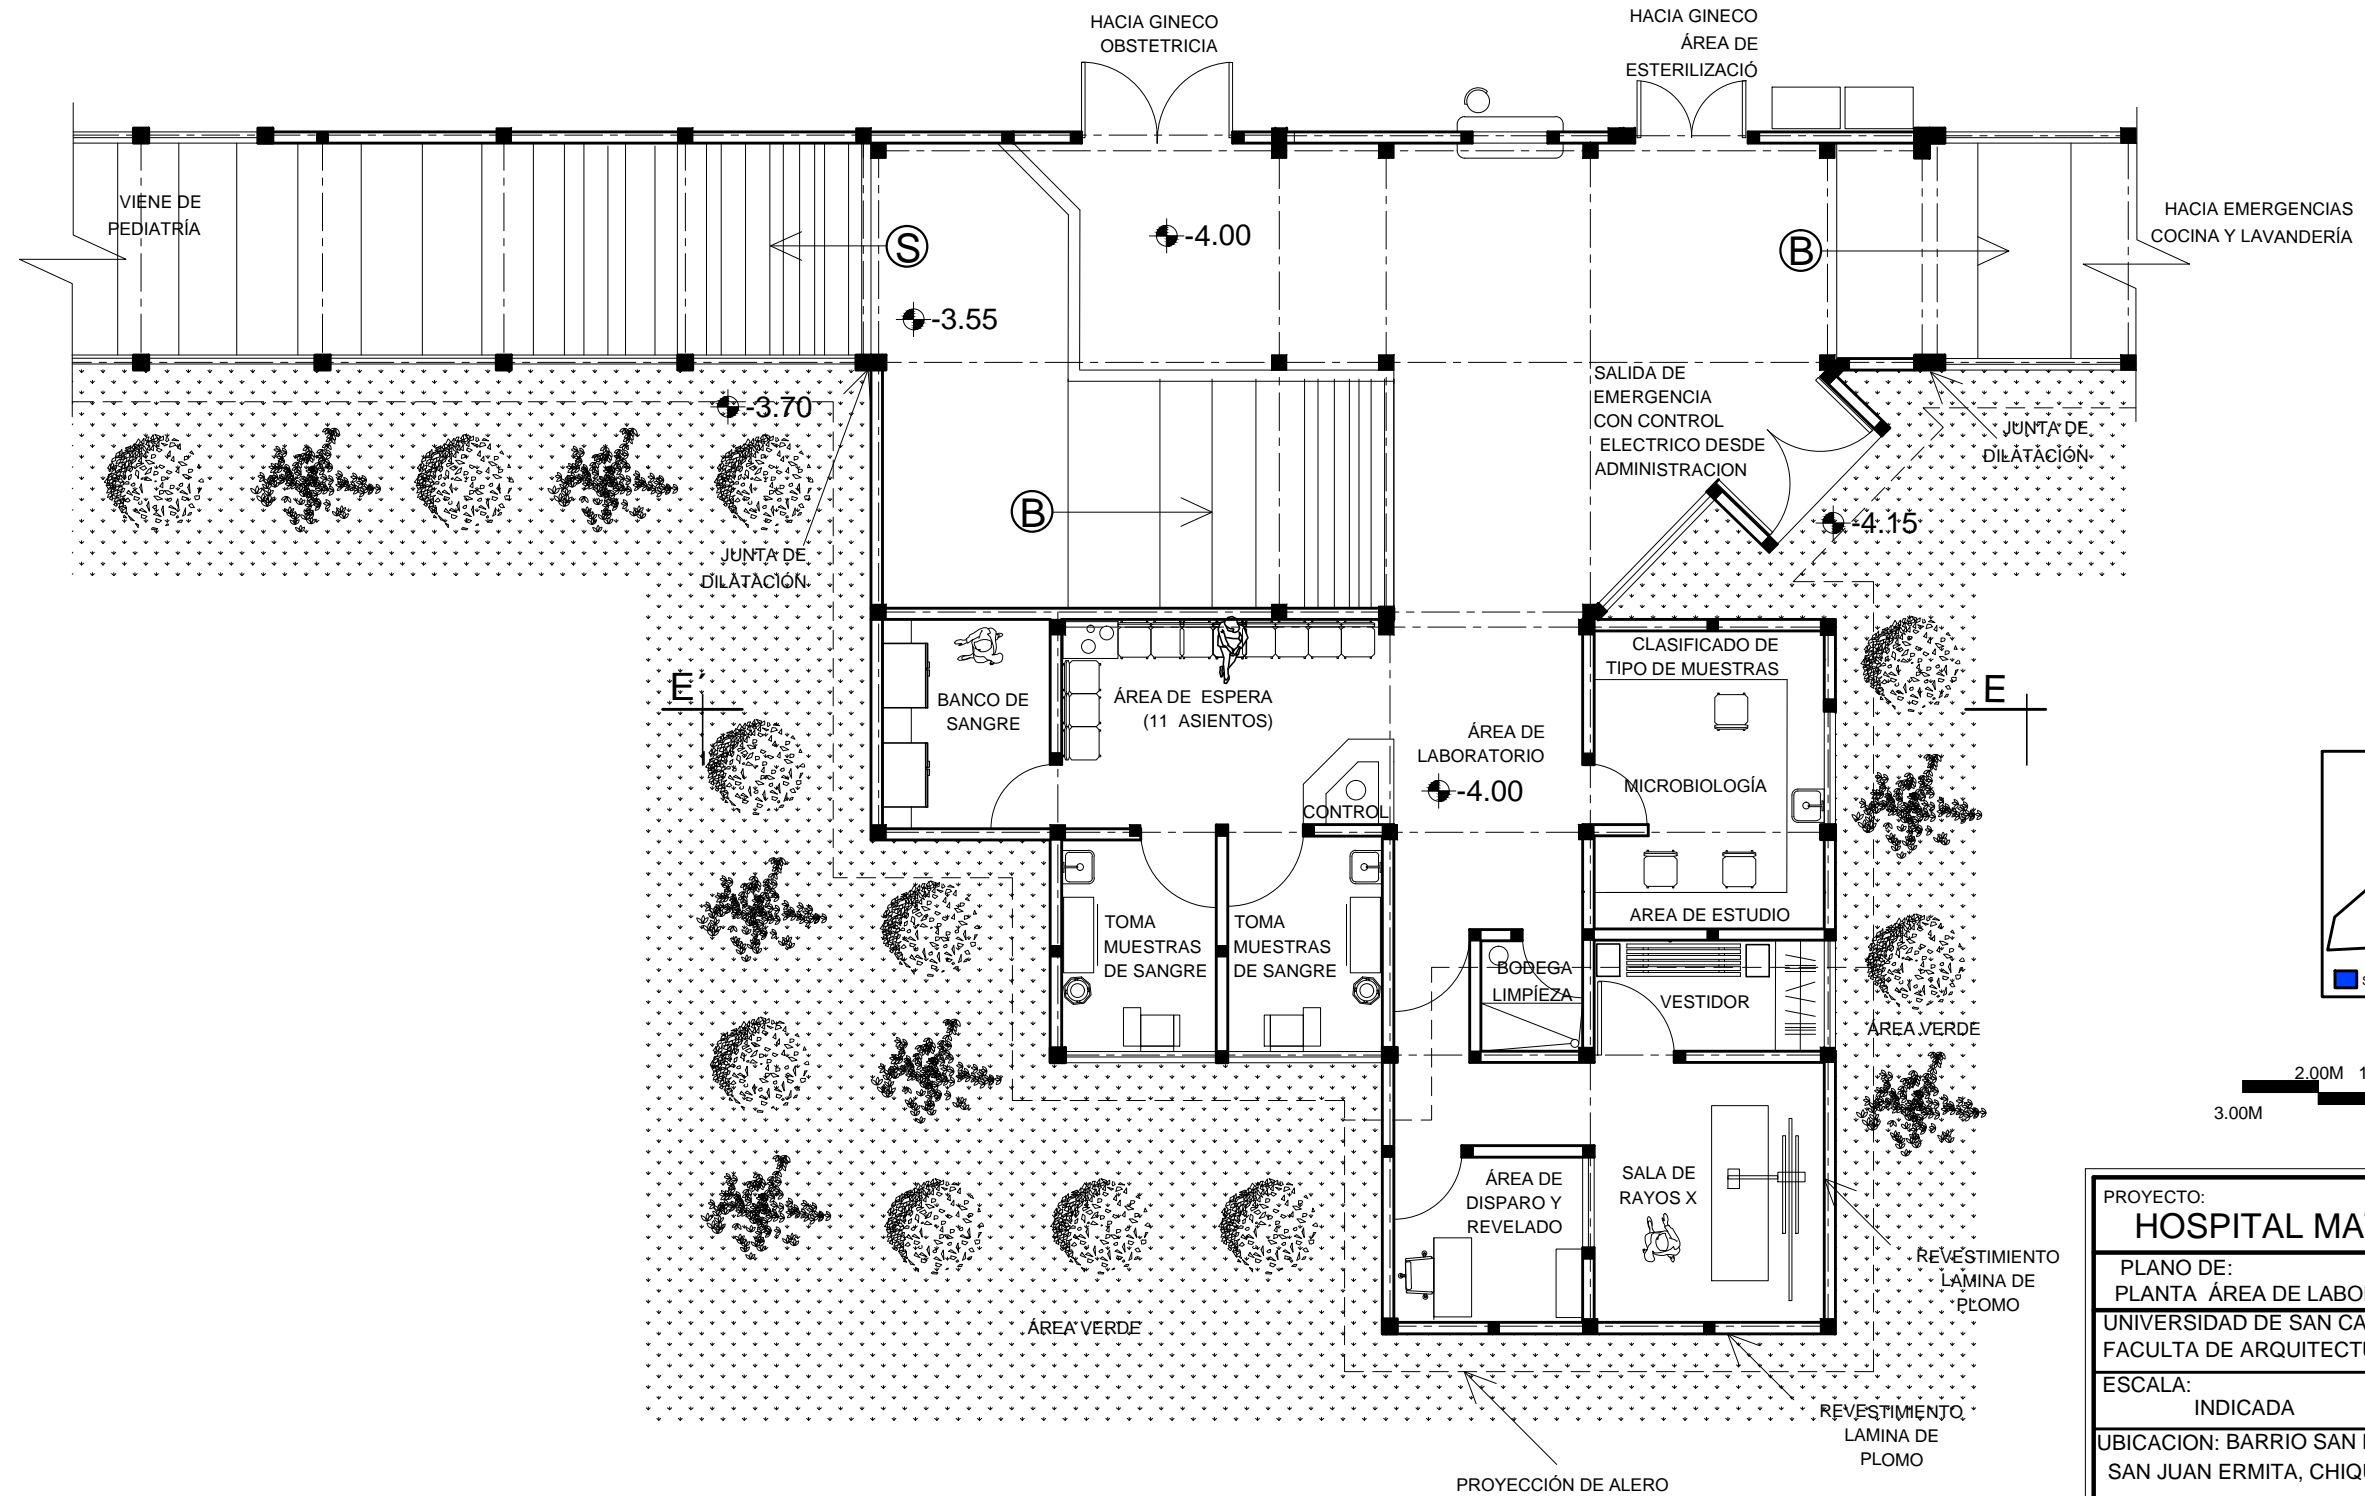 HACIA GINECO
OBSTETRICIA
HACIA GINECO
ÁREA DE
ESTERILIZACIÓ
VIENE DE
PEDIATRÍA
S
-4.00
-3.55
B
HACIA EMERGENCIAS
COCINA Y LAVANDERÍA
-3.70
SALIDA DE
EMERGENCIA
CON CONTROL
ELECTRICO DESDE
ADMINISTRACION
JUNTA DE
DILATACIÓN
B
-4.15
JUNTA DE
DILATACIÓN
E´
BANCO DE
SANGRE
ÁREA DE ESPERA
(11 ASIENTOS)
ÁREA DE
LABORATORIO
-4.00
CONTROL
CLASIFICADO DE
TIPO DE MUESTRAS
MICROBIOLOGÍA
AREA DE ESTUDIO
E
TOMA
MUESTRAS
DE SANGRE
TOMA
MUESTRAS
DE SANGRE
BODEGA
LIMPÍEZA
VESTIDOR
ÁREA VERDE
ÁREA DE
DISPARO Y
REVELADO
SALA DE
RAYOS X
REVESTIMIENTO
LAMINA DE
PLOMO
ÁREA VERDE
REVESTIMIENTO
LAMINA DE
PLOMO
PROYECCIÓN DE ALERO
2.00M 1
3.00M
PROYECTO:
HOSPITAL MA
PLANO DE:
PLANTA ÁREA DE LABO
UNIVERSIDAD DE SAN CA
FACULTA DE ARQUITECT
ESCALA:
INDICADA
UBICACION: BARRIO SAN
SAN JUAN ERMITA, CHIQ